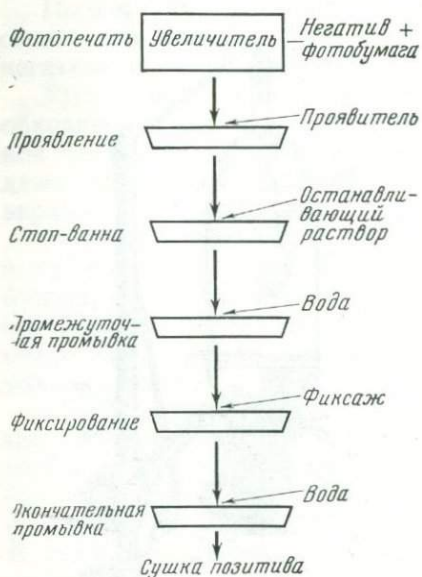 Фотопечать
Увеличитель
Негатив +
фотобумага
Проявитель
Проявление
Останавли-
вающий
раствор
Стоп-ванна
Вода
Промежуточ-
ная промывка
Фиксаж
Фиксирование
Вода
Окончательная
промывка
Сушка позитива